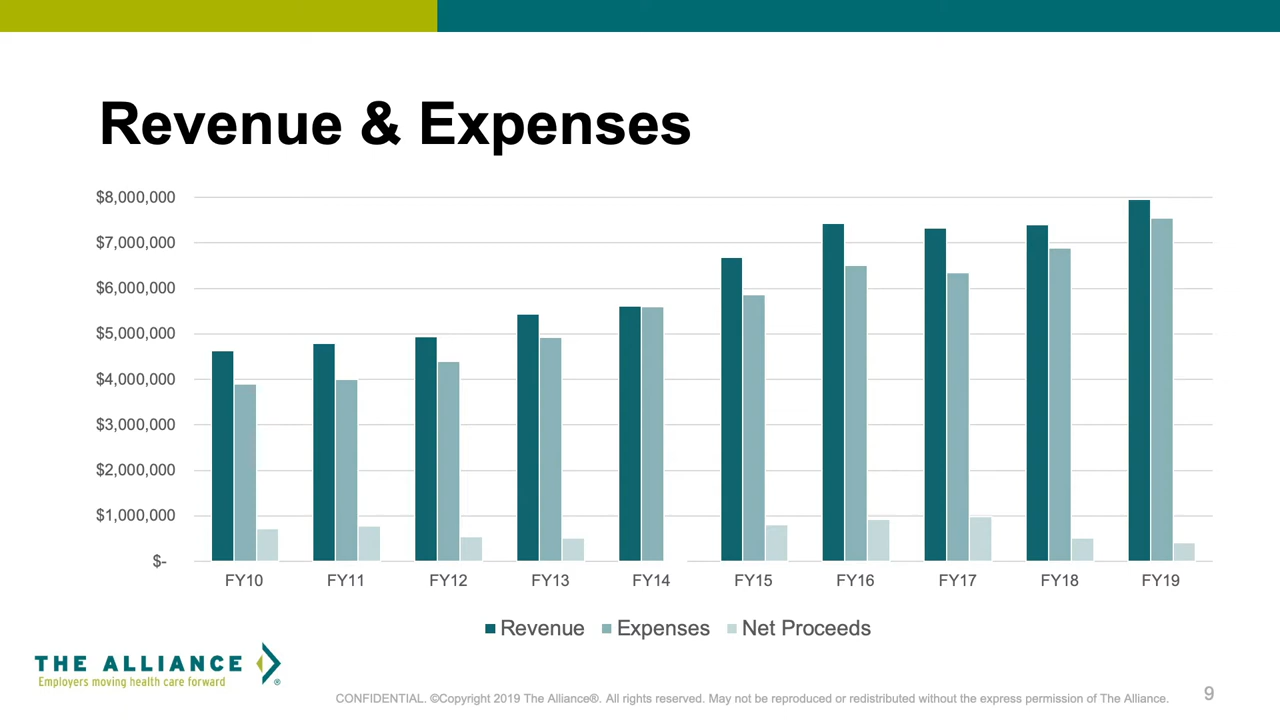 Revenue & Expenses
$8,000,000
$7,000,000
$6,000,000
$5,000,000
$4,000,000
$3,000,000
$2,000,000
$1,000,000
$-
FY10 FY11 FY12 FY13 FY14 FY15 FY16 FY17 FY18 FY19
Revenue Expenses Net Proceeds
THE ALLIANCE
Employers moving health care forward ®
CONFIDENTIAL. ©Copyright 2019 The Alliance®. All rights reserved. May not be reproduced or redistributed without the express permission of The Alliance.
9